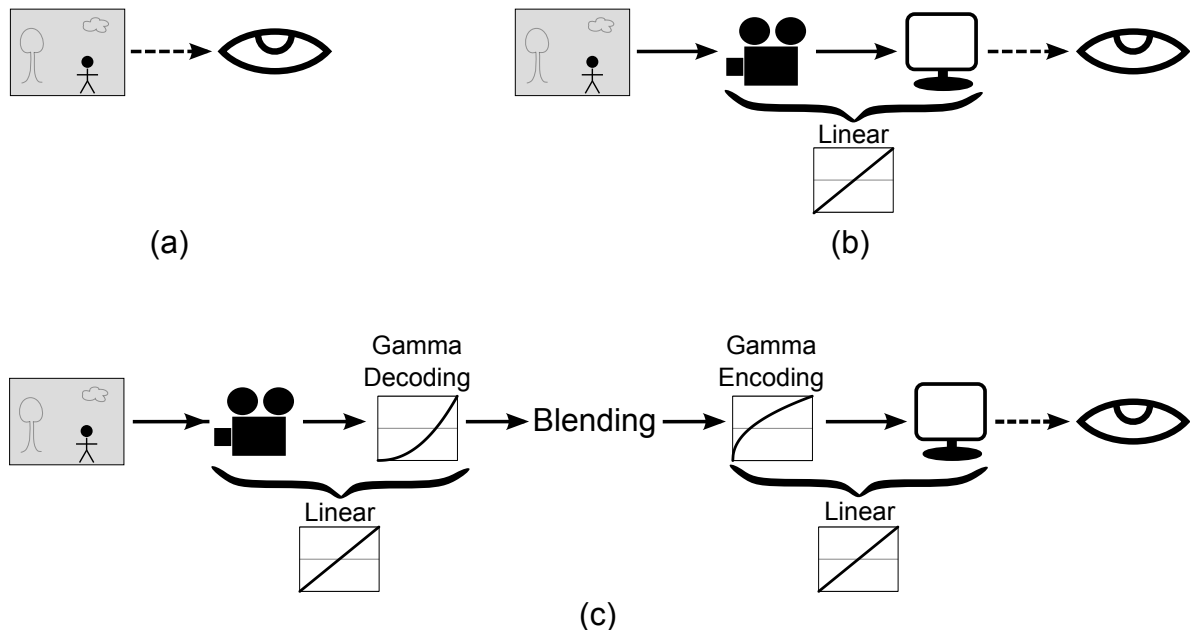 Linear
(a)
(b)
Gamma
Decoding
Gamma
Encoding
Blending
Linear
Linear
(c)